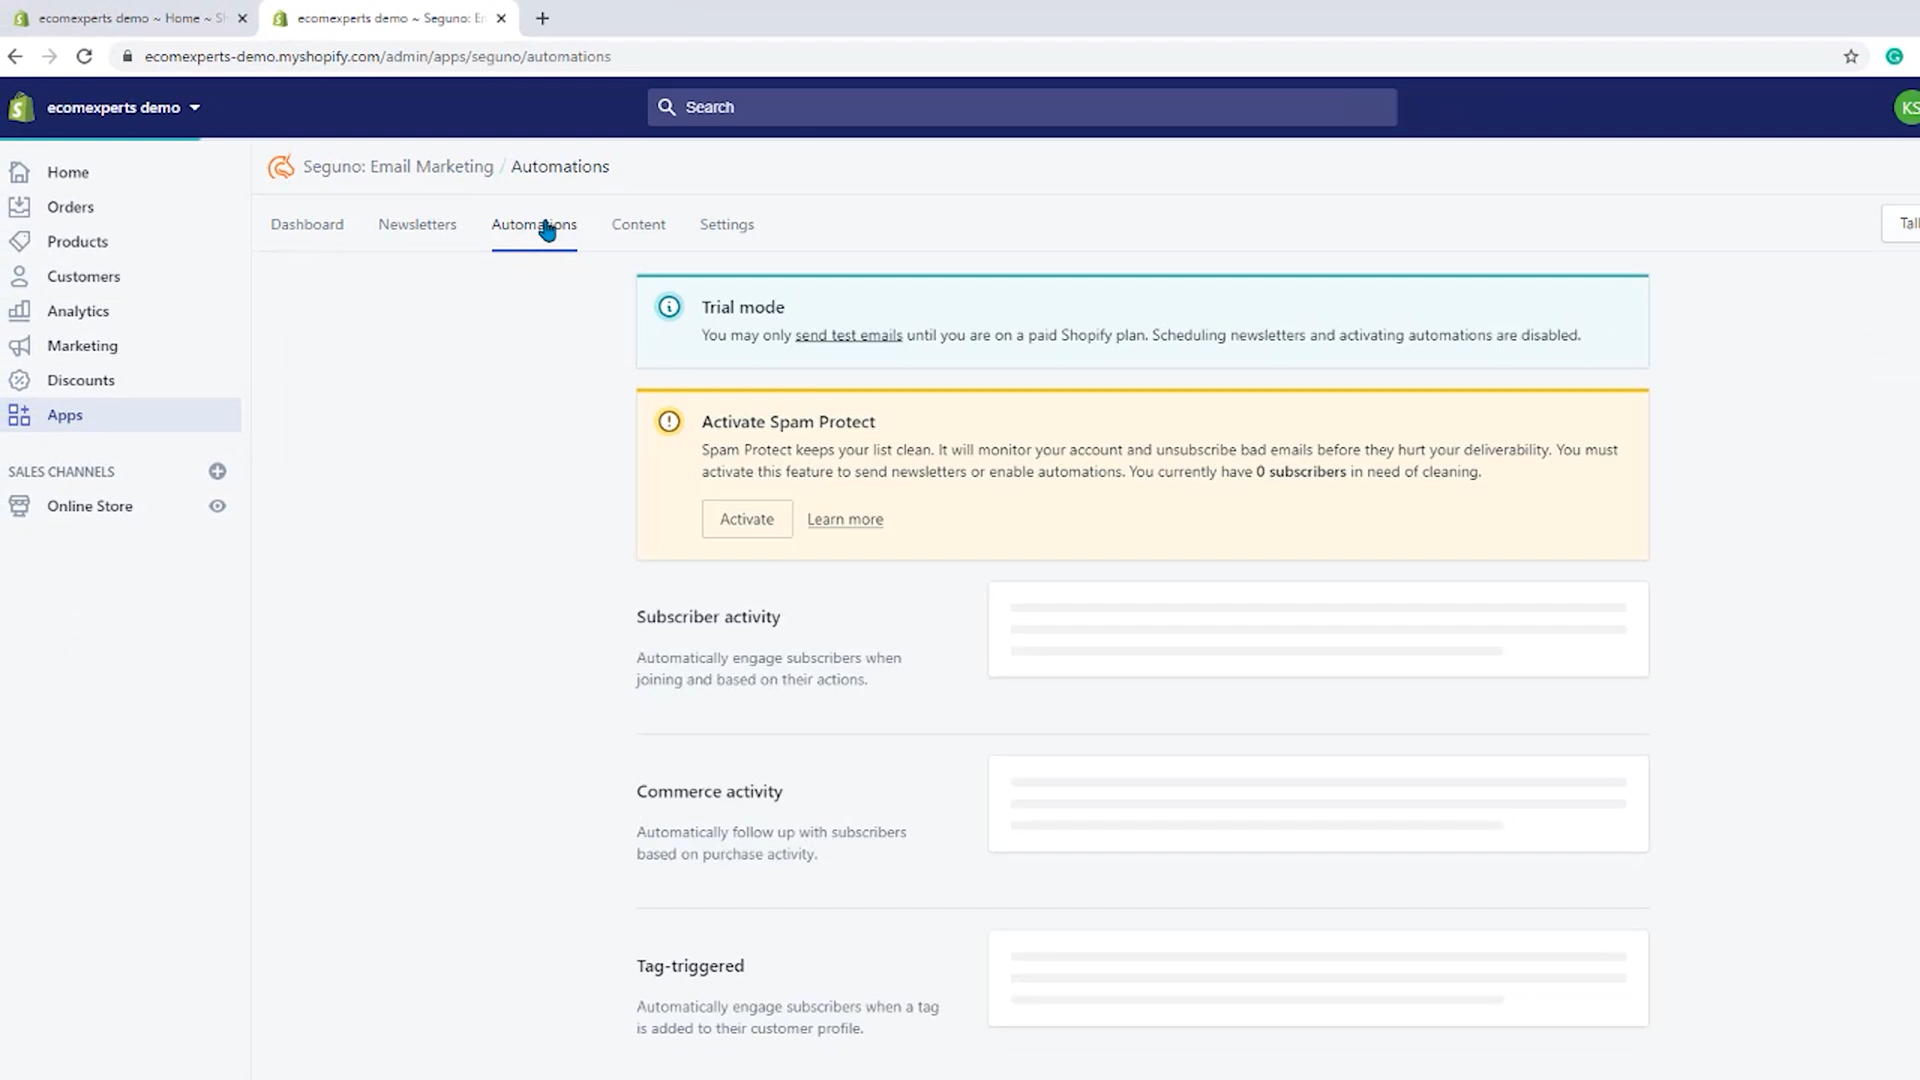 ecomexperts demo ~ Home ~ Sh
ecomexperts demo ~ Seguno: En
ecomexperts-demo.myshopify.com/admin/apps/seguno/automations
ecomexperts demo
Search
KS
Home
Orders
Products
Customers
Analytics
Marketing
Discounts
Apps
SALES CHANNELS
Online Store
Seguno: Email Marketing / Automations
Dashboard Newsletters Automations Content Settings
Trial mode
You may only send test emails until you are on a paid Shopify plan. Scheduling newsletters and activating automations are disabled.
Activate Spam Protect
Spam Protect keeps your list clean. It will monitor your account and unsubscribe bad emails before they hurt your deliverability. You must
activate this feature to send newsletters or enable automations. You currently have 0 subscribers in need of cleaning.
Activate Learn more
Subscriber activity
Automatically engage subscribers when
joining and based on their actions.
Commerce activity
Automatically follow up with subscribers
based on purchase activity.
Tag-triggered
Automatically engage subscribers when a tag
is added to their customer profile.